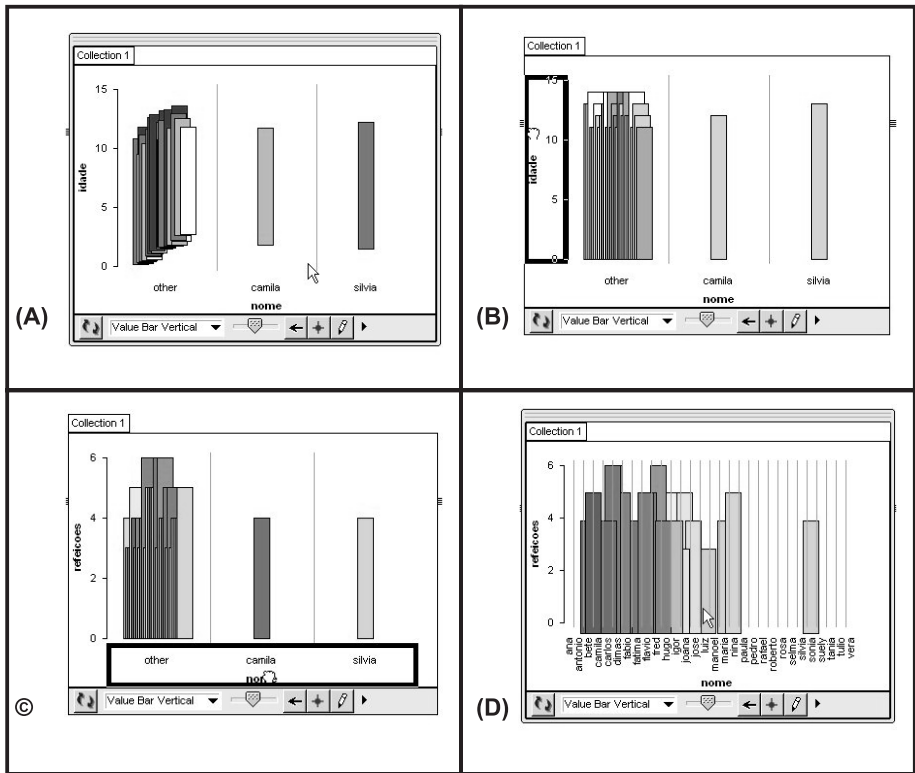 Collection 1
15
10
5
0
idade
other camila silvia
nome
(A)
Value Bar Vertical
Collection 1
15
10
5
0
idade
other camila silvia
nome
(B)
Value Bar Vertical
Collection 1
6
4
2
0
refeicoes
other camila silvia
©
Value Bar Vertical
Collection 1
6
4
2
0
refeicoes
ana
antonio
bete
camila
carlos
dimas
fabio
fatima
flavio
fred
hugo
igor
joana
jose
luiz
manoel
maria
nina
paula
pedro
rafael
roberto
rosa
selma
silvia
sonia
suely
tania
tulio
vera
nome
(D)
Value Bar Vertical